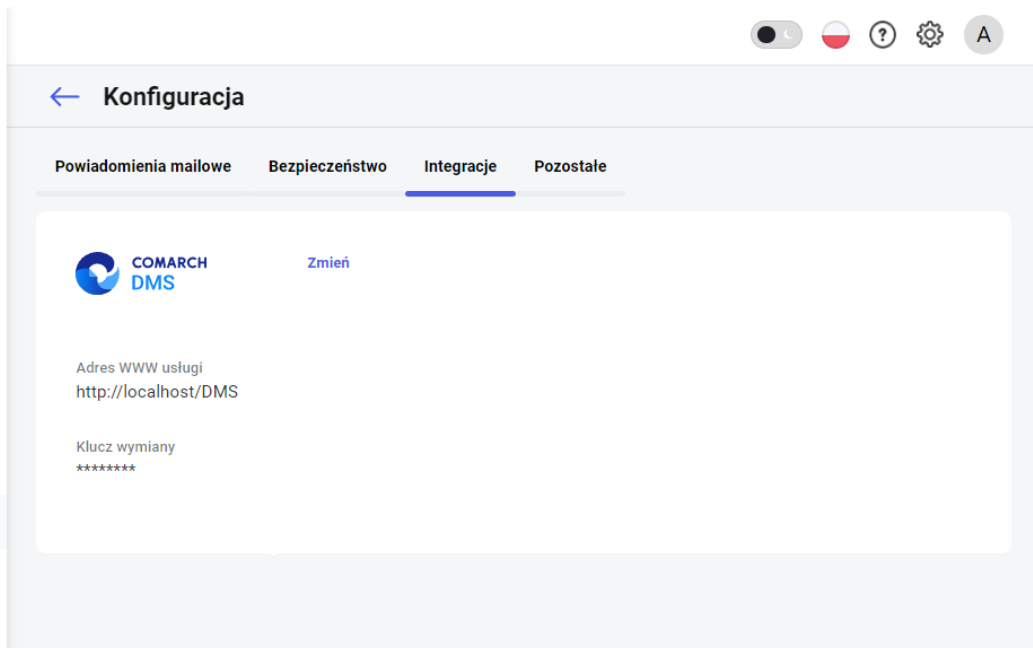 ?
A
Konfiguracja
Powiadomienia mailowe Bezpieczeństwo Integracje Pozostałe
COMARCH
DMS
Zmień
Adres WWW usługi
http://localhost/DMS
Klucz wymiany
********